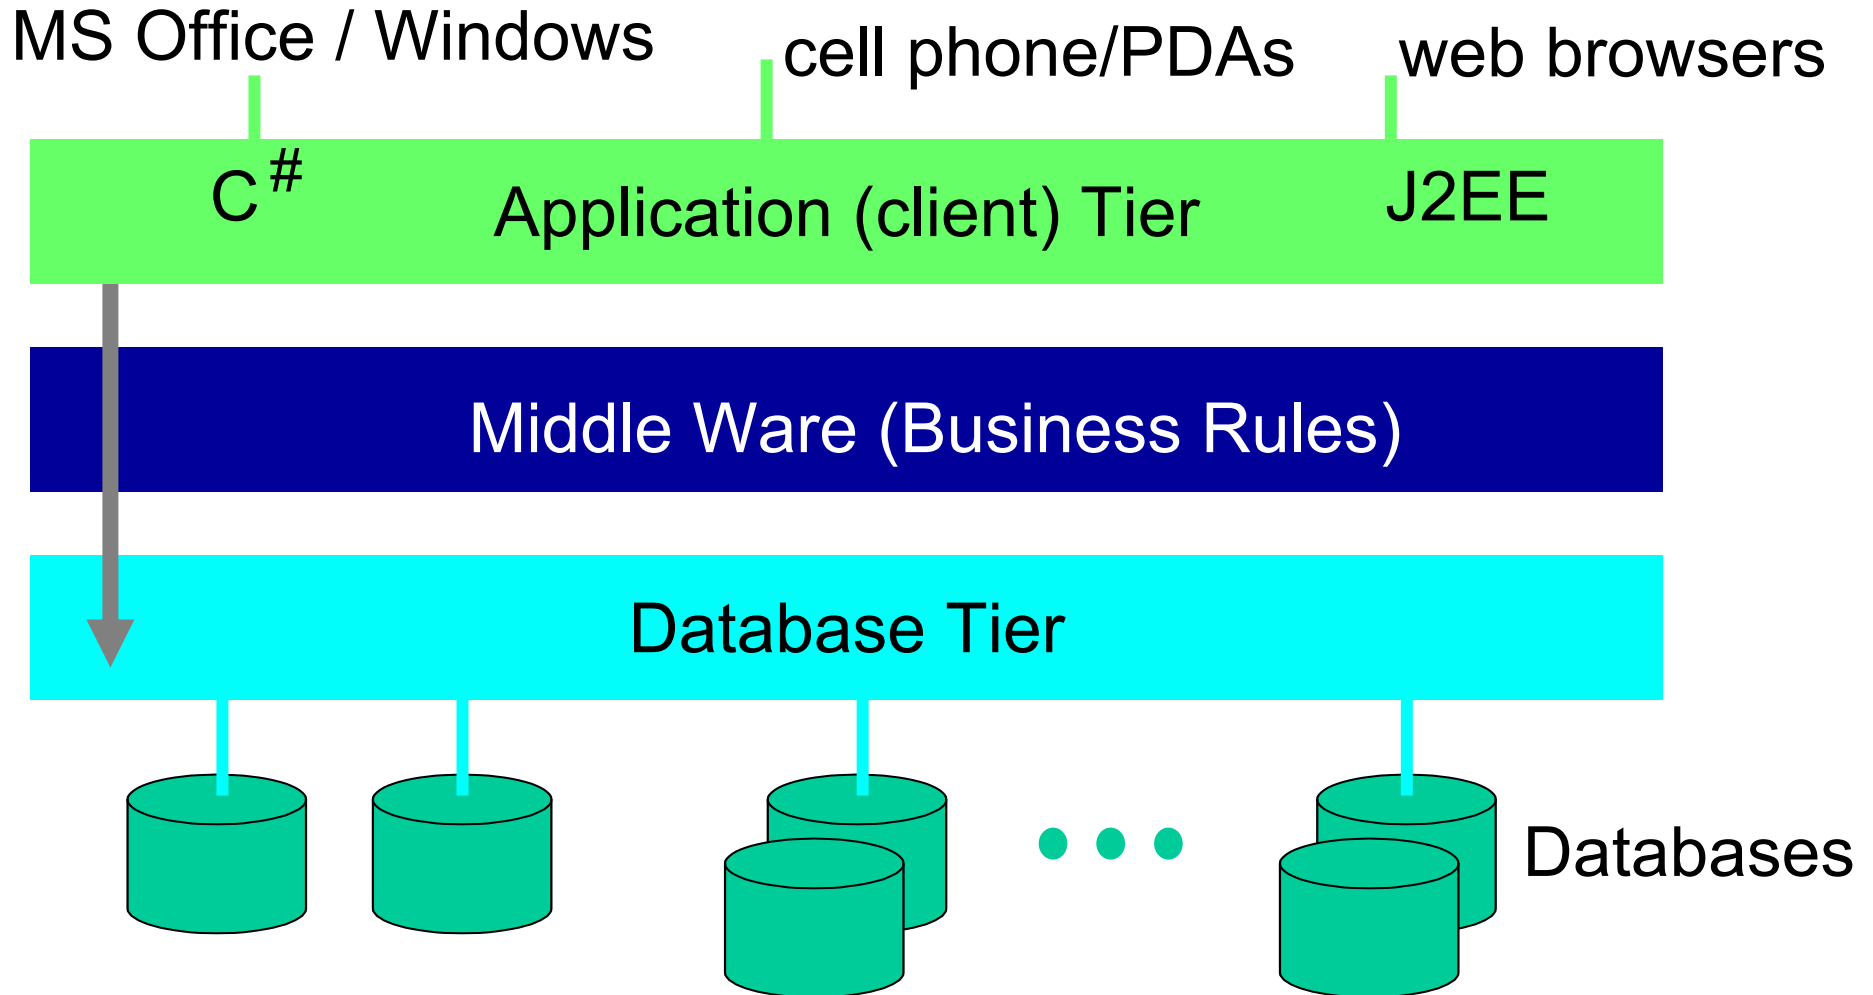 MS Office / Windows
cell phone/PDAs
web browsers
C#
Application (client) Tier
J2EE
Middle Ware (Business Rules)
Database Tier
Databases